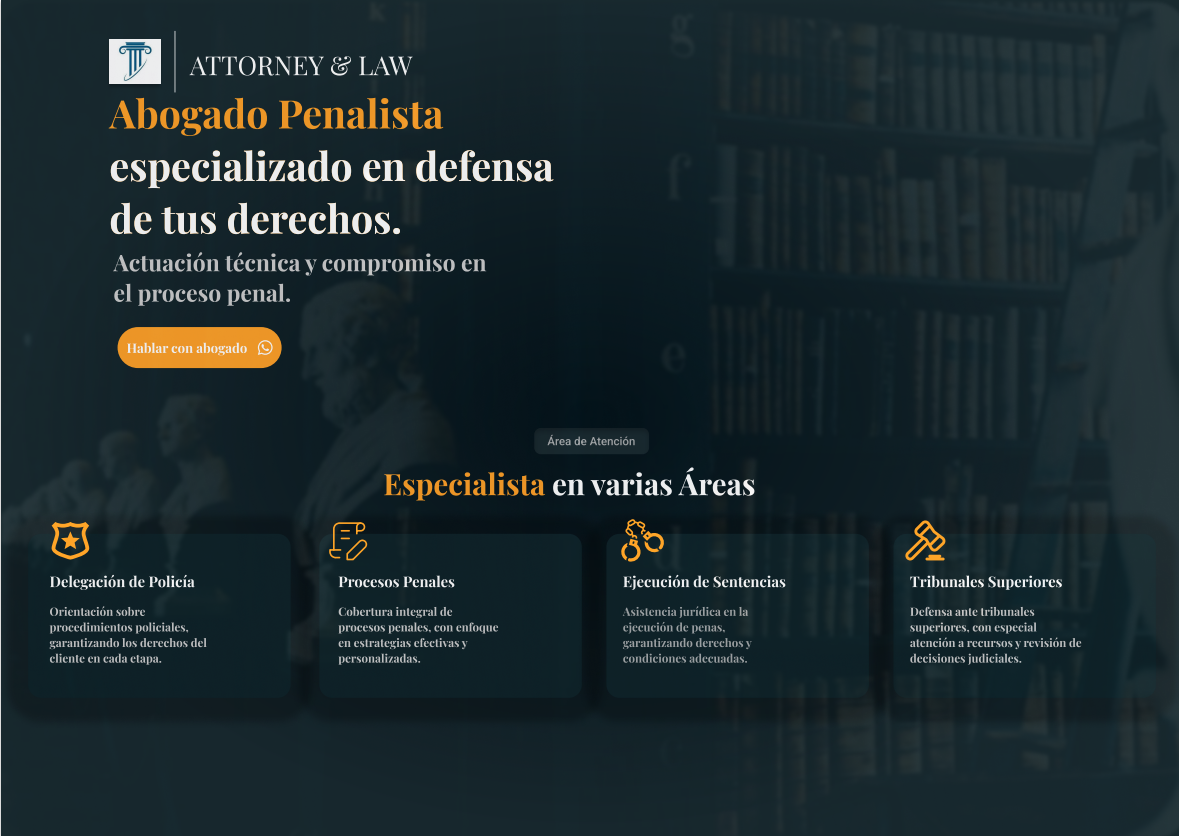 ATTORNEY & LAW
Abogado Penalista
especializado en defensa
de tus derechos.
Actuación técnica y compromiso en
el proceso penal.
Hablar con abogado
g
f
e
Área de Atención
Especialista en varias Áreas
Delegación de Policía
Orientación sobre
procedimientos policiales,
garantizando los derechos del
cliente en cada etapa.
Procesos Penales
Cobertura integral de
procesos penales, con enfoque
en estrategias efectivas y
personalizadas.
Ejecución de Sentencias
Asistencia jurídica en la
ejecución de penas,
garantizando derechos y
condiciones adecuadas.
Tribunales Superiores
Defensa ante tribunales
superiores, con especial
atención a recursos y revisión de
decisiones judiciales.